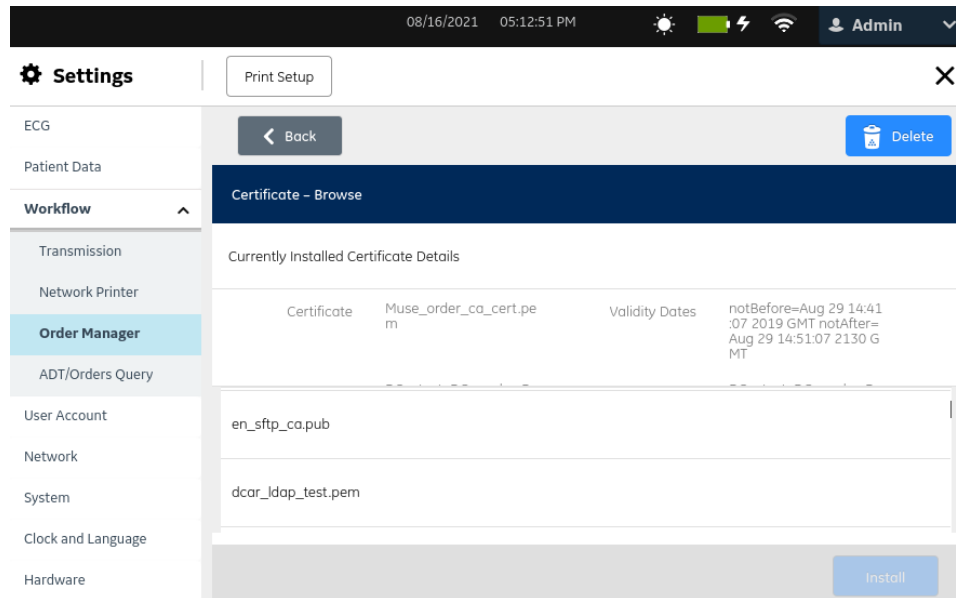 08/16/2021 05:12:51 PM Admin
Settings
Print Setup
ECG
Patient Data
Workflow
Transmission
Network Printer
Order Manager
ADT/Orders Query
User Account
Network
System
Clock and Language
Hardware
Back
Delete
Certificate – Browse
Currently Installed Certificate Details
Certificate
Muse_order_ca_cert.pe
m
Validity Dates
notBefore=Aug 29 14:41
:07 2019 GMT notAfter=
Aug 29 14:51:07 2130 G
MT
en_sftp_ca.pub
dcar_ldap_test.pem
Install